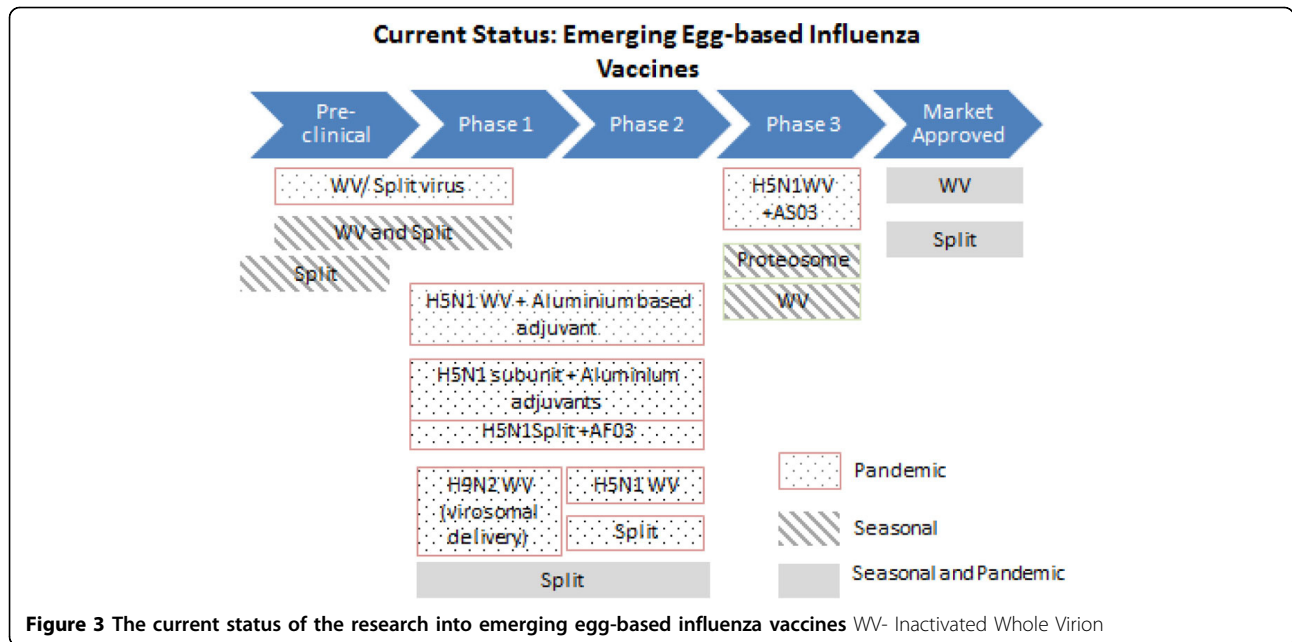 Current Status: Emerging Egg-based Influenza
Vaccines
Pre-
clinical
Phase 1
Phase 2
Phase 3
Market
Approved
WV/ Split virus
WV and Split
Split
H5N1 WV + Aluminium based
adjuvant
H5N1 subunit + Aluminium
adjuvants
H5N1Split +AF03
H9N2 WV
(virosomal
delivery)
H5N1 WV
Split
Split
H5N1WV
+AS03
Proteosome
WV
WV
Split
Pandemic
Seasonal
Seasonal and Pandemic
Figure 3 The current status of the research into emerging egg-based influenza vaccines WV- Inactivated Whole Virion